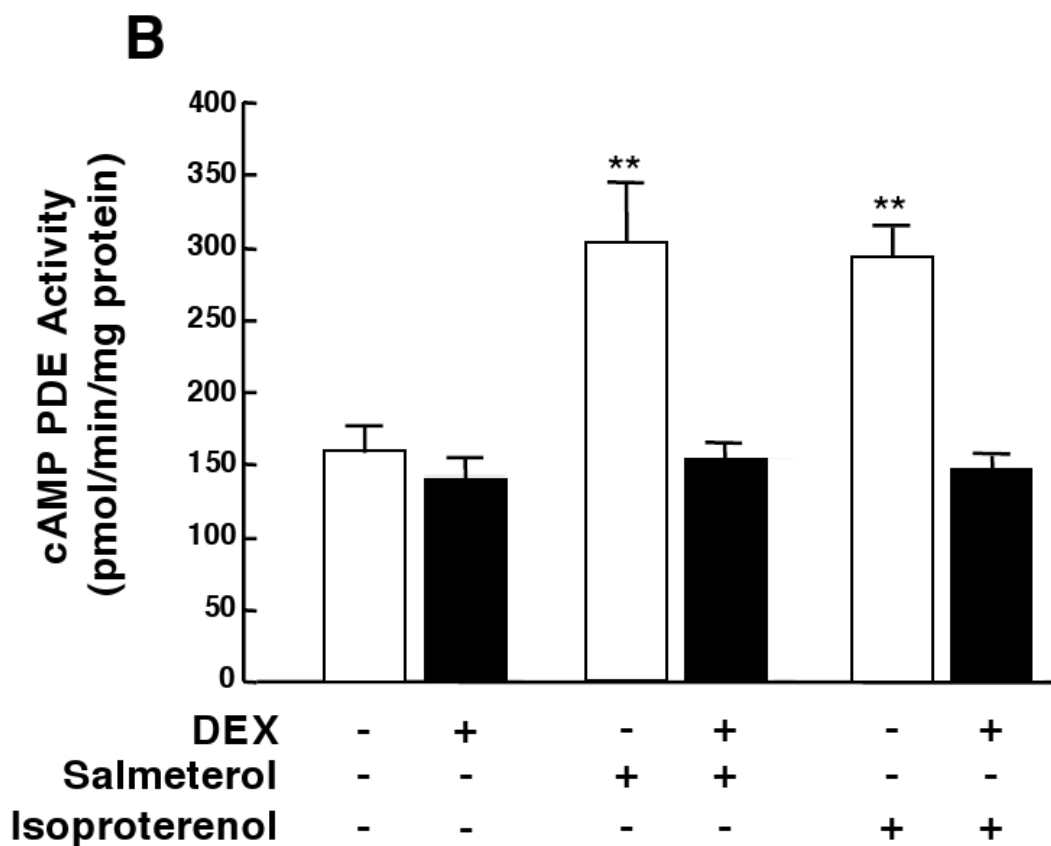 B
cAMP PDE Activity
(pmol/min/mg protein)
400
350
300
250
200
150
100
50
0
** **
DEX - + - + - +
Salmeterol - - + + - -
Isoproterenol - - - - + +